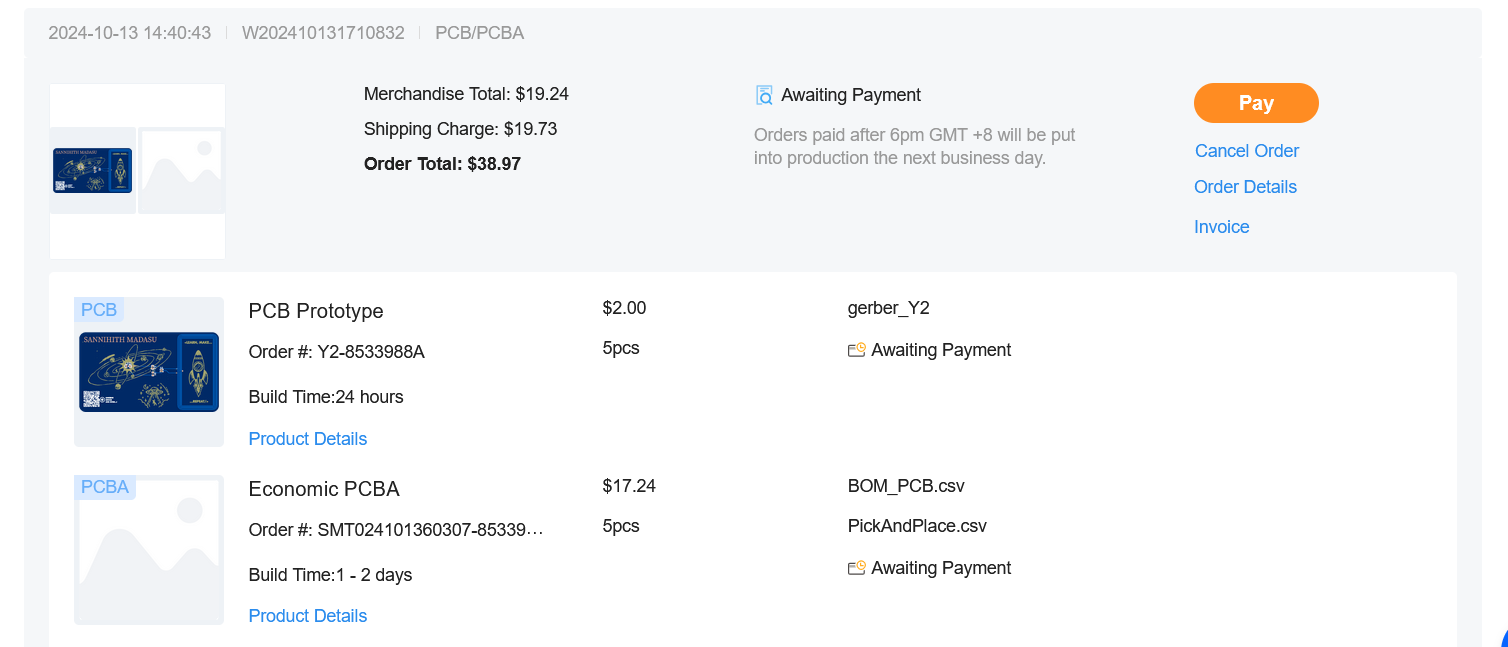 2024-10-13 14:40:43 W202410131710832 PCB/PCBA
Merchandise Total: $19.24
Shipping Charge: $19.73
Order Total: $38.97
Awaiting Payment
Orders paid after 6pm GMT +8 will be put
into production the next business day.
Pay
Cancel Order
Order Details
Invoice
PCB
SANNIHITH MADASU
PCB Prototype
Order #: Y2-8533988A
Build Time:24 hours
Product Details
$2.00
5pcs
gerber_Y2
Awaiting Payment
PCBA
Economic PCBA
Order #: SMT024101360307-85339…
Build Time:1 - 2 days
Product Details
$17.24
5pcs
BOM_PCB.csv
PickAndPlace.csv
Awaiting Payment